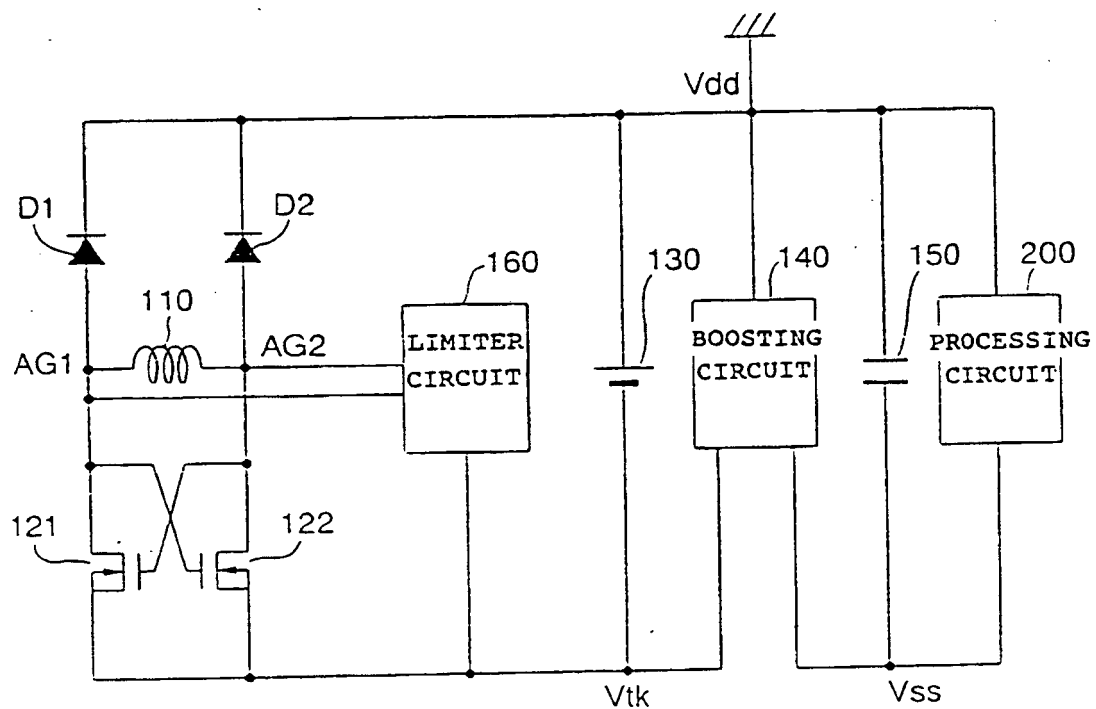 Vdd
D1
D2
160
130
140
150
200
110
AG1
AG2
LIMITER
CIRCUIT
BOOSTING
CIRCUIT
PROCESSING
CIRCUIT
121
122
Vtk
Vss